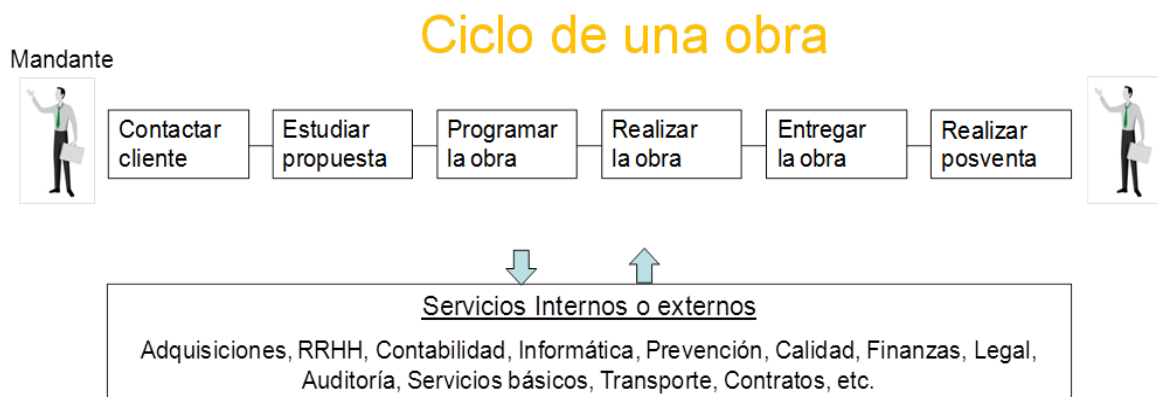 Ciclo de una obra
Mandante
Contactar
cliente
Estudiar
propuesta
Programar
la obra
Realizar
la obra
Entregar
la obra
Realizar
posventa
Servicios Internos o externos
Adquisiciones, RRHH, Contabilidad, Informática, Prevención, Calidad, Finanzas, Legal,
Auditoría, Servicios básicos, Transporte, Contratos, etc.